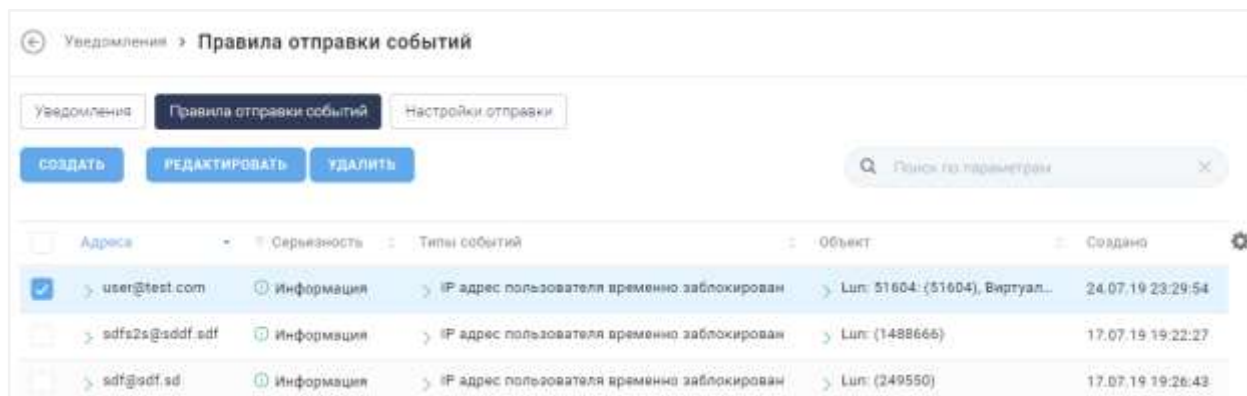 Уведомления > Правила отправки событий
Уведомления Правила отправки событий Настройки отправки
СОЗДАТЬ РЕДАКТИРОВАТЬ УДАЛИТЬ Поиск по параметрам
Адреса Серьезность Типы событий Объект Создано
user@test.com Информация IP адрес пользователя временно заблокирован Lun: 51604: (51604), Виртуал... 24.07.19 23:29:54
sdfs2s@sddf.sdf Информация IP адрес пользователя временно заблокирован Lun: (1488666) 17.07.19 19:22:27
sdf@sdf.sd Информация IP адрес пользователя временно заблокирован Lun: (249550) 17.07.19 19:26:43